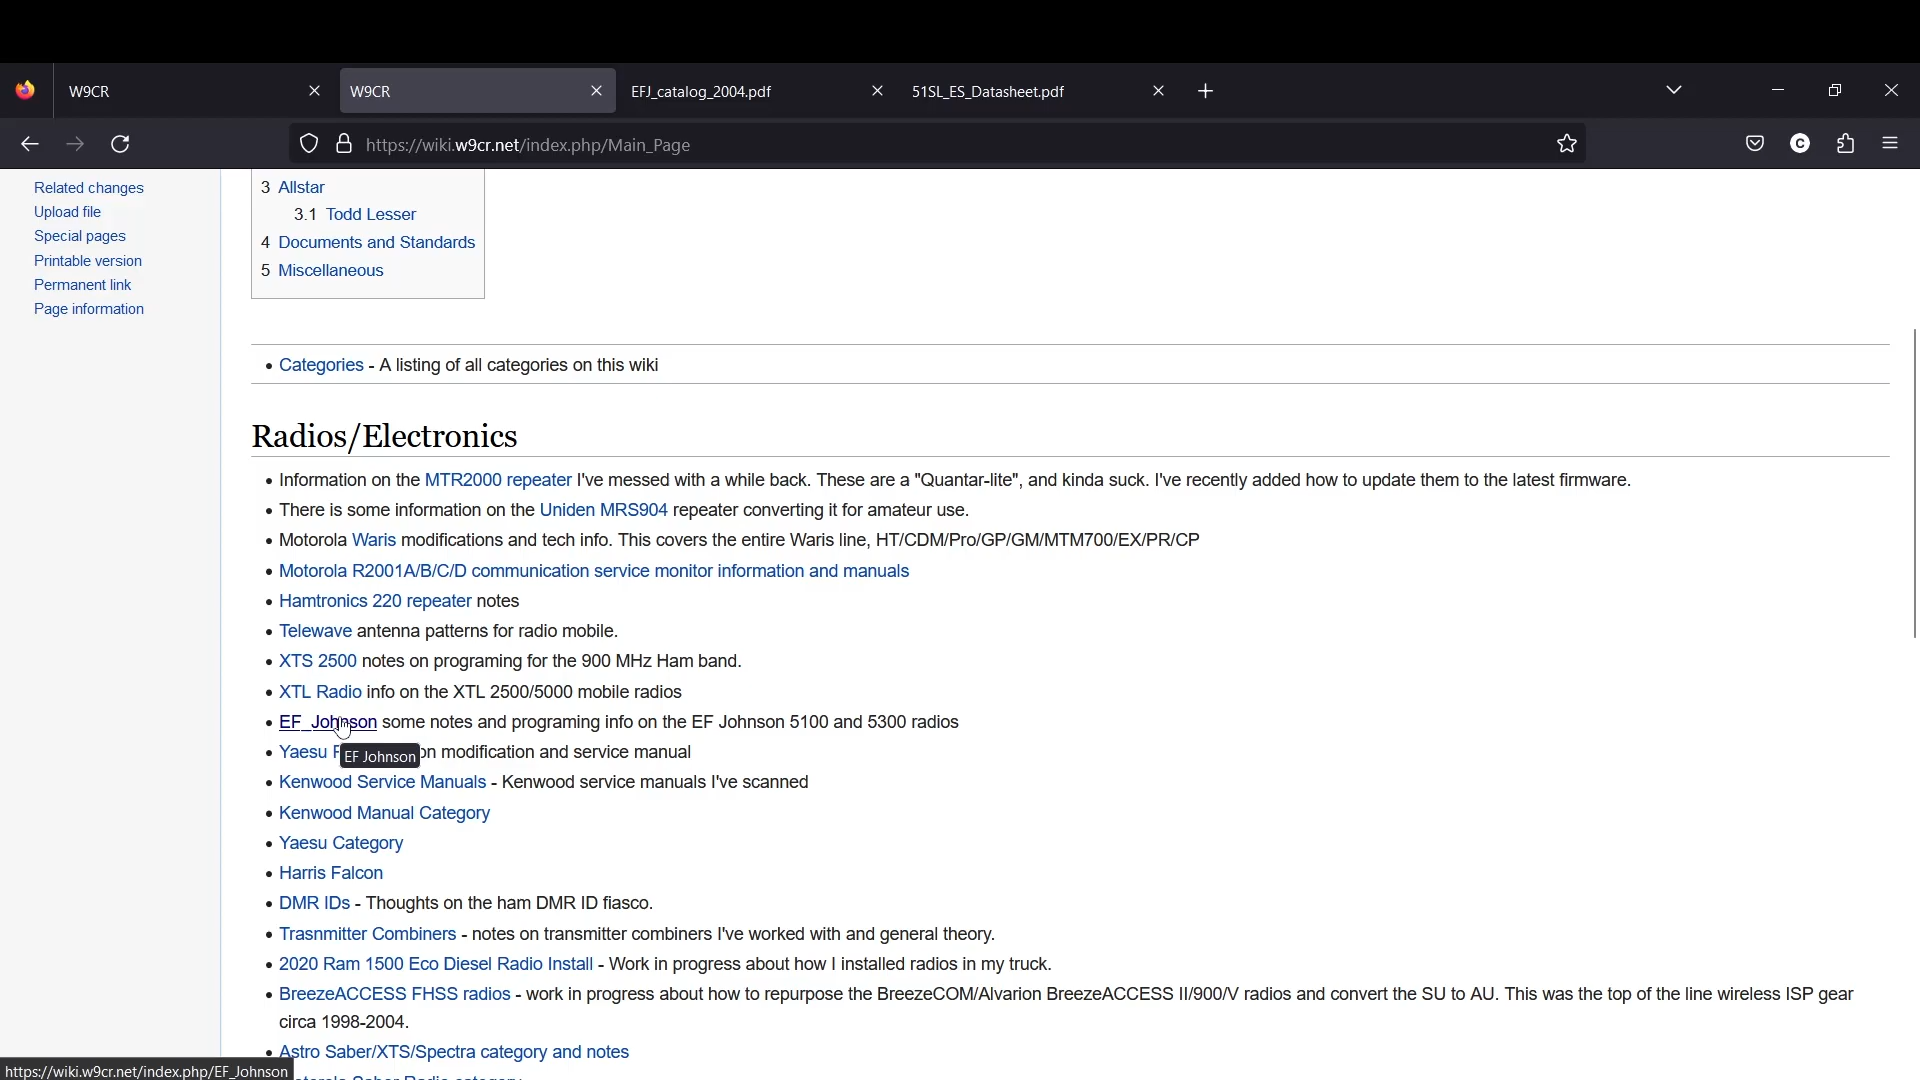 W9CR
W9CR
EFJ_catalog_2004.pdf
51SL_ES_Datasheet.pdf
https://wiki.w9cr.net/index.php/Main_Page
C
Related changes
Upload file
Special pages
Printable version
Permanent link
Page information
3 Allstar
3.1 Todd Lesser
4 Documents and Standards
5 Miscellaneous
• Categories - A listing of all categories on this wiki
Radios/Electronics
• Information on the MTR2000 repeater I've messed with a while back. These are a "Quantar-lite", and kinda suck. I've recently added how to update them to the latest firmware.
• There is some information on the Uniden MRS904 repeater converting it for amateur use.
• Motorola Waris modifications and tech info. This covers the entire Waris line, HT/CDM/Pro/GP/GM/MTM700/EX/PR/CP
• Motorola R2001A/B/C/D communication service monitor information and manuals
• Hamtronics 220 repeater notes
• Telewave antenna patterns for radio mobile.
• XTS 2500 notes on programing for the 900 MHz Ham band.
• XTL Radio info on the XTL 2500/5000 mobile radios
• EF_Johnson some notes and programing info on the EF Johnson 5100 and 5300 radios
• Yaesu on modification and service manual
EF Johnson
• Kenwood Service Manuals - Kenwood service manuals I've scanned
• Kenwood Manual Category
• Yaesu Category
• Harris Falcon
• DMR IDs - Thoughts on the ham DMR ID fiasco.
• Trasnmitter Combiners - notes on transmitter combiners I've worked with and general theory.
• 2020 Ram 1500 Eco Diesel Radio Install - Work in progress about how I installed radios in my truck.
• BreezeACCESS FHSS radios - work in progress about how to repurpose the BreezeCOM/Alvarion BreezeACCESS II/900/V radios and convert the SU to AU. This was the top of the line wireless ISP gear
circa 1998-2004.
• Astro Saber/XTS/Spectra category and notes
https://wiki.w9cr.net/index.php/EF_Johnson